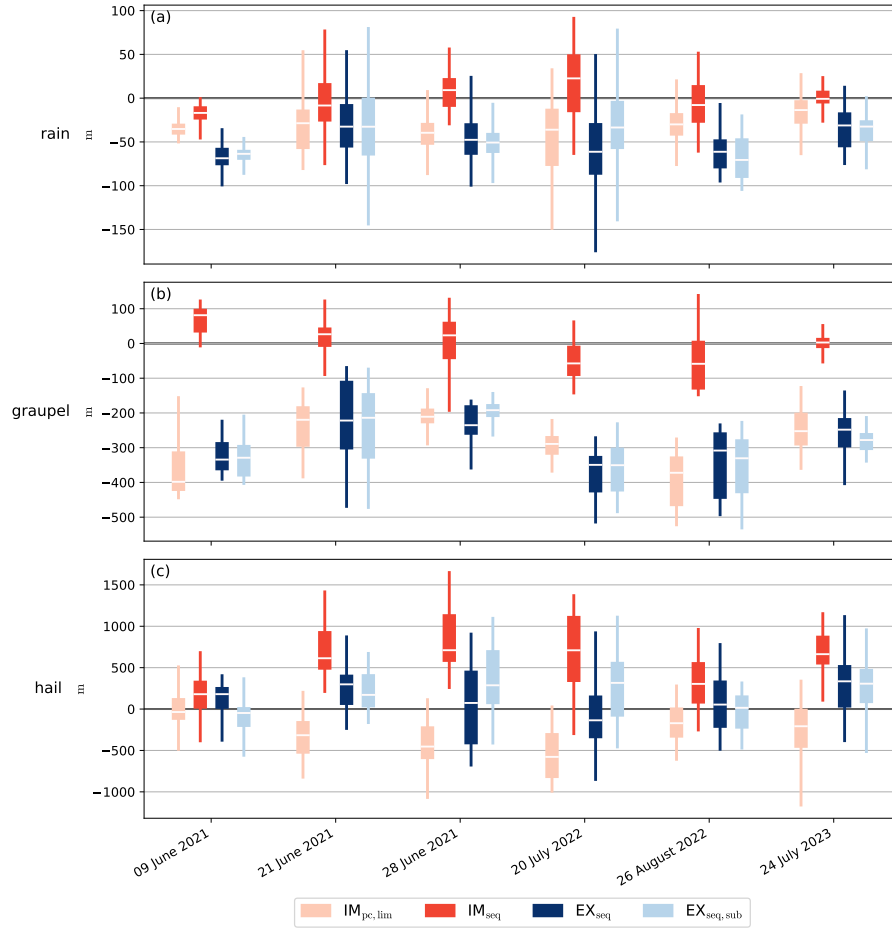 (a)
100
50
0
−50
−100
−150
rain
m
(b)
100
0
−100
−200
−300
−400
−500
graupel
m
(c)
1500
1000
500
0
−500
−1000
hail
m
09 June 2021
21 June 2021
28 June 2021
20 July 2022
26 August 2022
24 July 2023
IMpc, lim
IMseq
EXseq
EXseq, sub